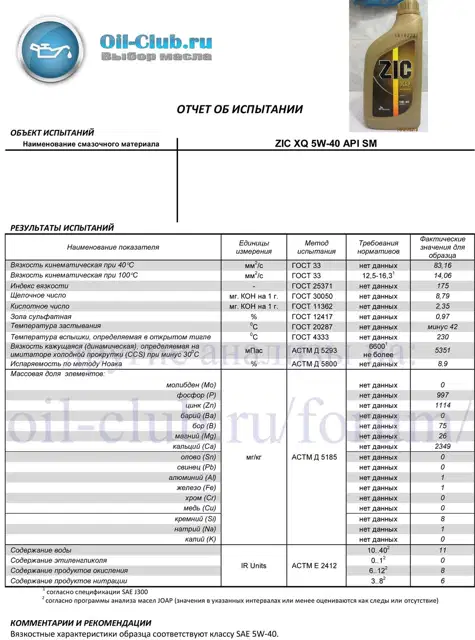 Oil-Club.ru
Выбор масла
ZIC
ОТЧЕТ ОБ ИСПЫТАНИИ
ОБЪЕКТ ИСПЫТАНИЙ
Наименование смазочного материала ZIC XQ 5W-40 API SM
РЕЗУЛЬТАТЫ ИСПЫТАНИЙ
Наименование показателя Единицы измерения Метод испытания Требования нормативов Фактические значения для образца
Вязкость кинематическая при 40°С мм²/с ГОСТ 33 нет данных 83,16
Вязкость кинематическая при 100°С мм²/с ГОСТ 33 12,5-16,3¹ 14,06
Индекс вязкости - ГОСТ 25371 нет данных 175
Щелочное число мг. КОН на 1 г. ГОСТ 30050 нет данных 8,79
Кислотное число мг. КОН на 1 г. ГОСТ 11362 нет данных 2,35
Зола сульфатная % ГОСТ 12417 нет данных 0,97
Температура застывания °С ГОСТ 20287 нет данных минус 42
Температура вспышки, определяемая в открытом тигле °С ГОСТ 4333 нет данных 230
Вязкость кажущаяся (динамическая), определяемая на
имитаторе холодной прокрутки (CCS) при минус 30°С мПас АСТМ Д 5293 6600¹ не более 5351
Испаряемость по методу Ноака % АСТМ Д 5800 нет данных 8.9
Массовая доля элементов: мг/кг АСТМ Д 5185
молибден (Mo) нет данных 0
фосфор (P) нет данных 997
цинк (Zn) нет данных 1114
барий (Ba) нет данных 0
бор (B) нет данных 75
магний (Mg) нет данных 26
кальций (Ca) нет данных 2349
олово (Sn) нет данных 0
свинец (Pb) нет данных 0
алюминий (Al) нет данных 1
железо (Fe) нет данных 1
хром (Cr) нет данных 0
медь (Cu) нет данных 0
кремний (Si) нет данных 8
натрий (Na) нет данных 1
калий (K) нет данных 0
Содержание воды IR Units АСТМ Е 2412 10..40² 11
Содержание этиленгликоля 0..1² 0
Содержание продуктов окисления 6..12² 8
Содержание продуктов нитрации 3..8² 6
¹ согласно спецификации SAE J300
² согласно программы анализа масел JOAP (значения в указанных интервалах или менее оцениваются как следы или отсутствие)
КОММЕНТАРИИ И РЕКОМЕНДАЦИИ
Вязкостные характеристики образца соответствуют классу SAE 5W-40.